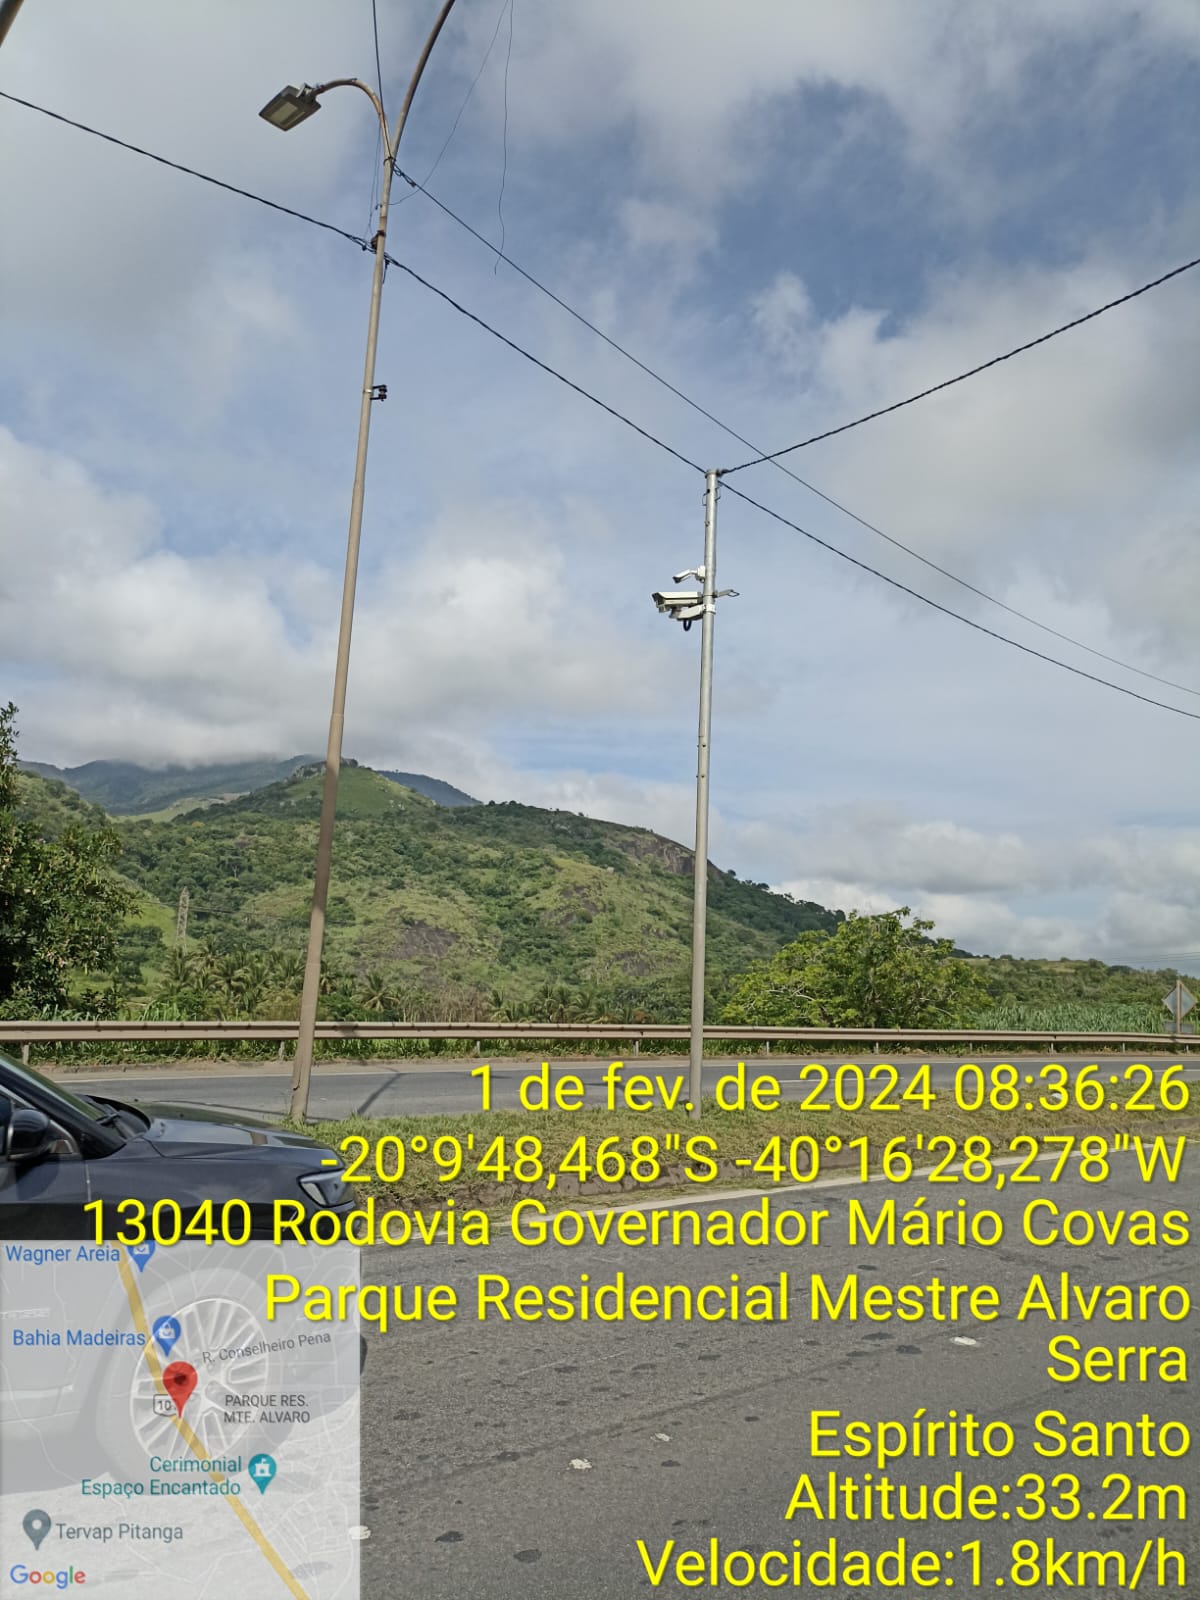 1 de fev. de 2024 08:36:26
-20°9'48,468"S -40°16'28,278"W
13040 Rodovia Governador Mário Covas
Parque Residencial Mestre Alvaro
Serra
Espírito Santo
Altitude:33.2m
Velocidade:1.8km/h
Wagner Areia
Bahia Madeiras
R. Conselheiro Pena
PARQUE RES.
MTE. ALVARO
Cerimonial
Espaço Encantado
Tervap Pitanga
Google